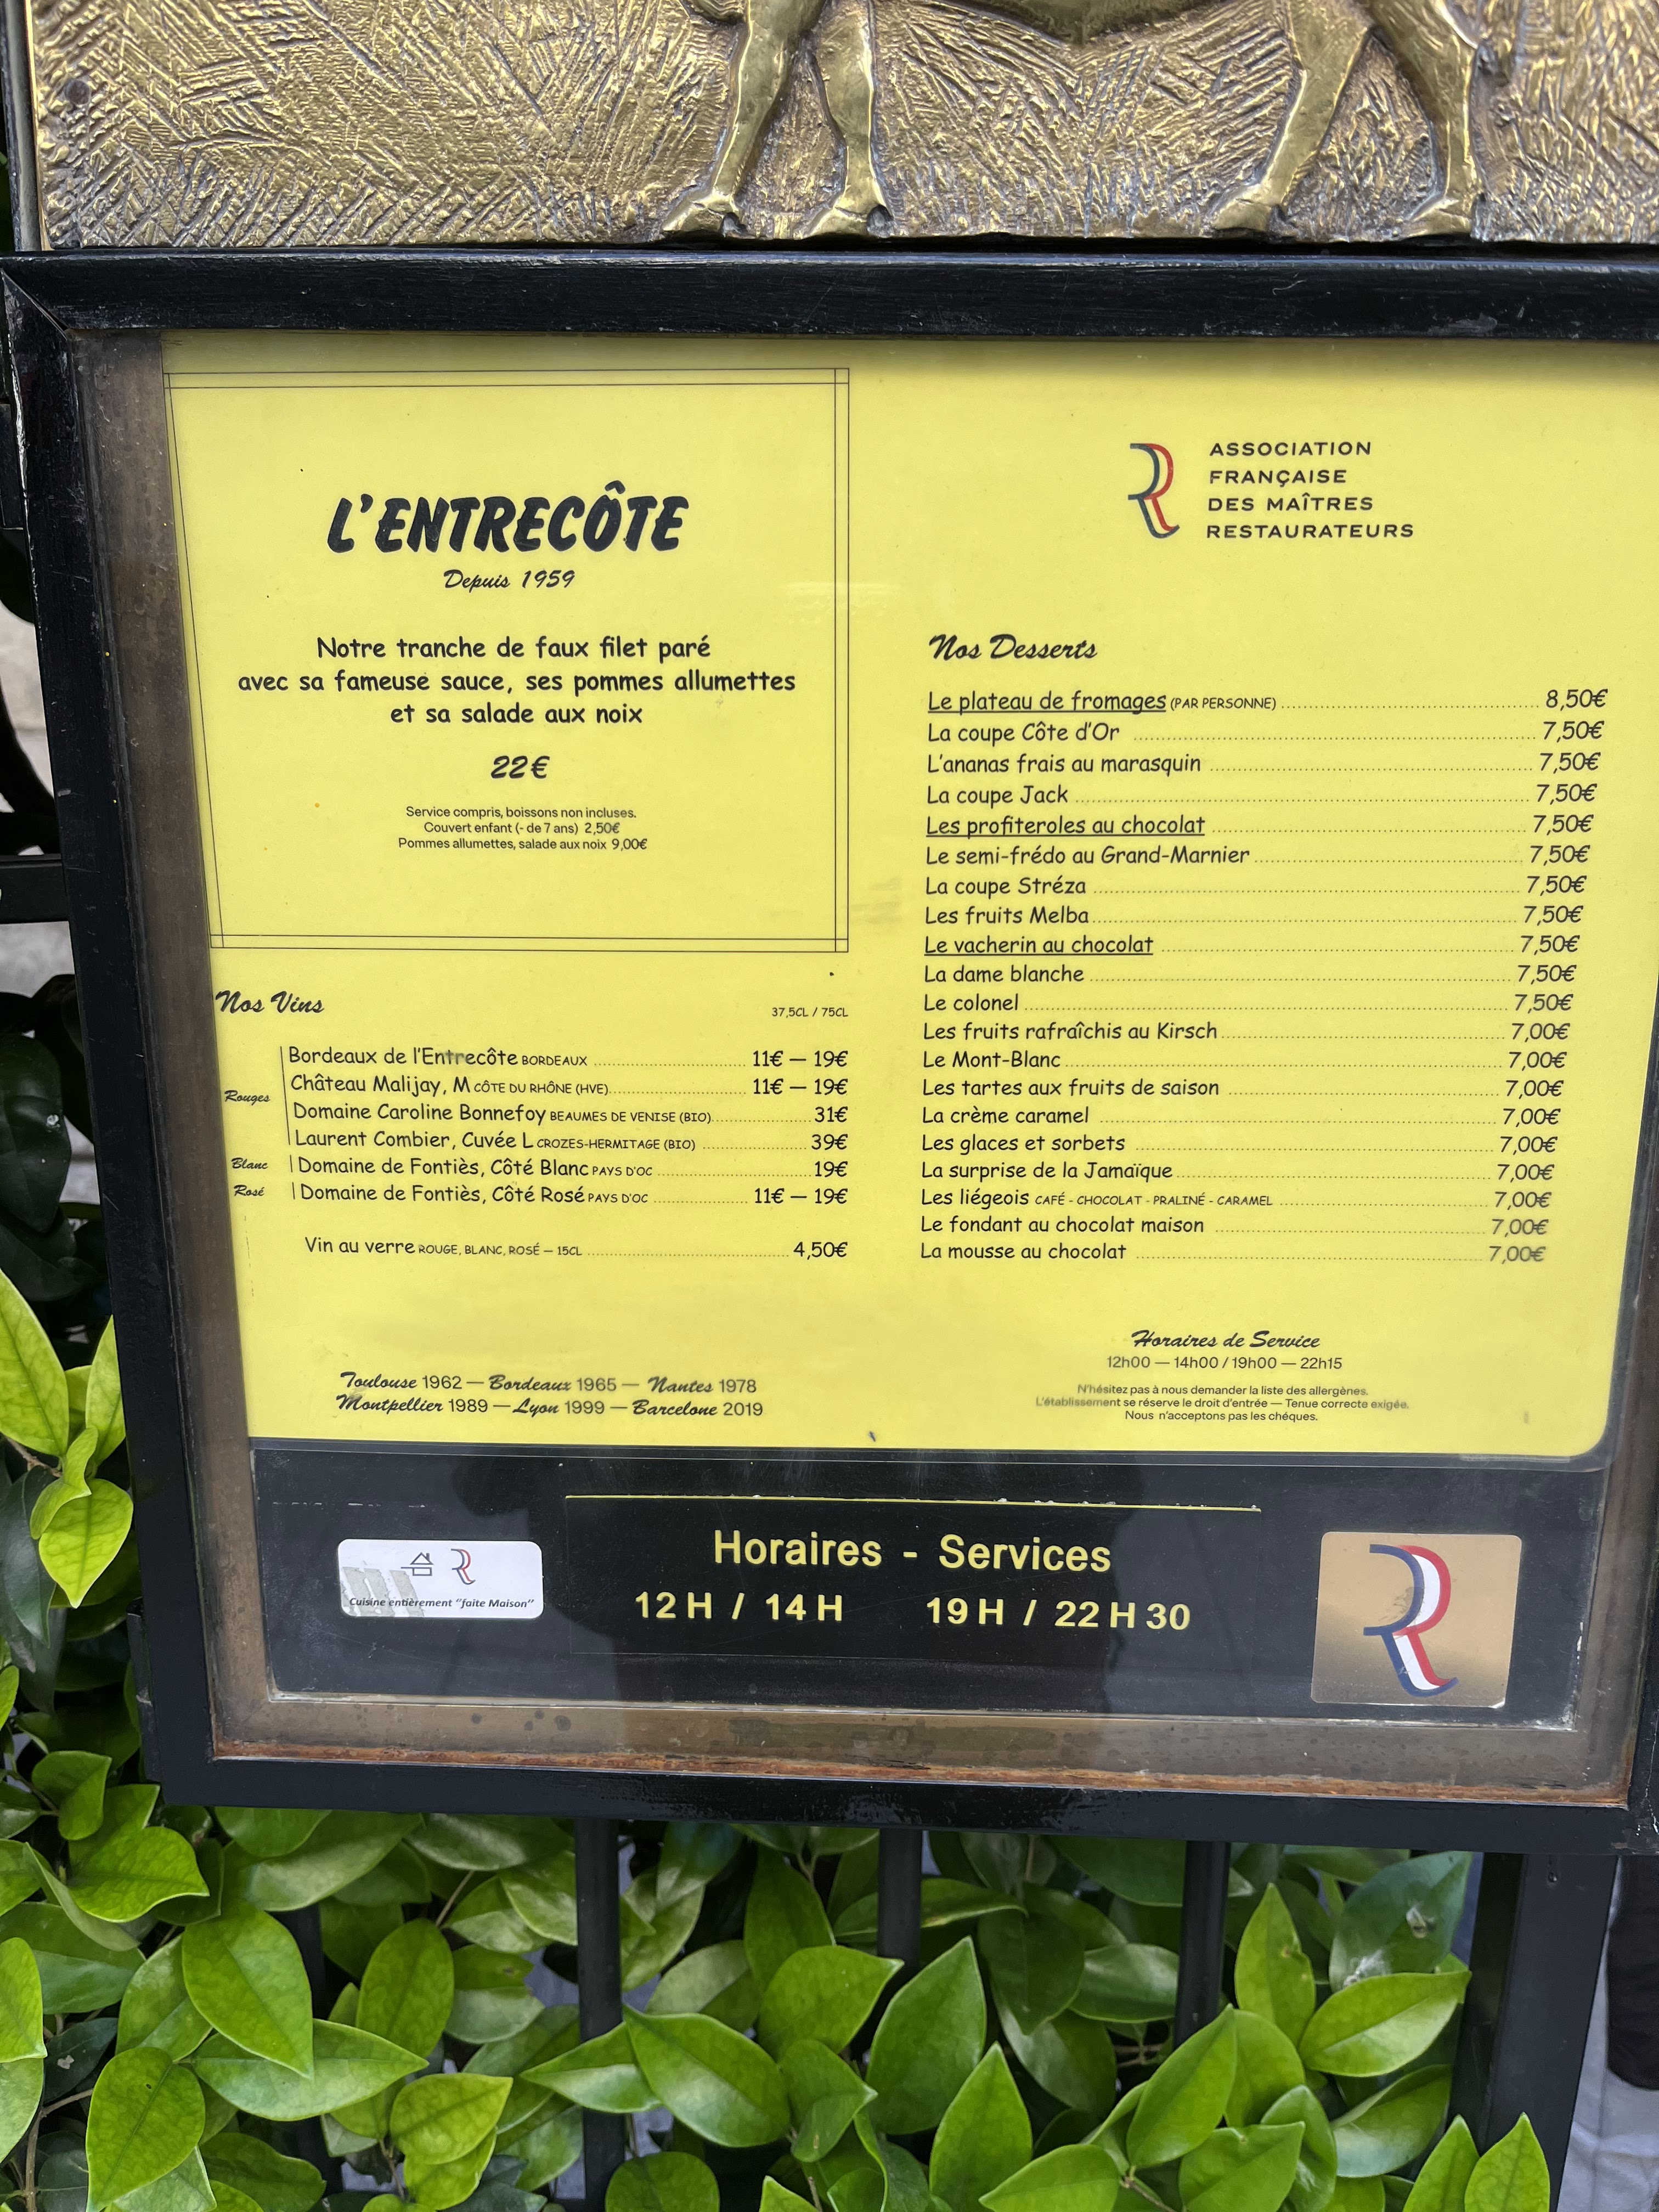 L'ENTRECÔTE
Depuis 1959
Notre tranche de faux filet paré
avec sa fameuse sauce, ses pommes allumettes
et sa salade aux noix
22€
Service compris, boissons non incluses.
Couvert enfant (- de 7 ans) 2,50€
Pommes allumettes, salade aux noix 9,00€
Nos Vins 37,5CL / 75CL
Rouges
Bordeaux de l'Entrecôte BORDEAUX 11€ — 19€
Château Malijay, M CÔTE DU RHÔNE (HVE) 11€ — 19€
Domaine Caroline Bonnefoy BEAUMES DE VENISE (BIO) 31€
Laurent Combier, Cuvée L CROZES-HERMITAGE (BIO) 39€
Blanc Domaine de Fontiès, Côté Blanc PAYS D'OC 19€
Rosé Domaine de Fontiès, Côté Rosé PAYS D'OC 11€ — 19€
Vin au verre ROUGE, BLANC, ROSÉ — 15CL 4,50€
Toulouse 1962 — Bordeaux 1965 — Nantes 1978
Montpellier 1989 — Lyon 1999 — Barcelone 2019
R
ASSOCIATION
FRANÇAISE
DES MAÎTRES
RESTAURATEURS
Nos Desserts
Le plateau de fromages (PAR PERSONNE) 8,50€
La coupe Côte d'Or 7,50€
L'ananas frais au marasquin 7,50€
La coupe Jack 7,50€
Les profiteroles au chocolat 7,50€
Le semi-frédo au Grand-Marnier 7,50€
La coupe Stréza 7,50€
Les fruits Melba 7,50€
Le vacherin au chocolat 7,50€
La dame blanche 7,50€
Le colonel 7,50€
Les fruits rafraîchis au Kirsch 7,00€
Le Mont-Blanc 7,00€
Les tartes aux fruits de saison 7,00€
La crème caramel 7,00€
Les glaces et sorbets 7,00€
La surprise de la Jamaïque 7,00€
Les liégeois CAFÉ - CHOCOLAT - PRALINÉ - CARAMEL 7,00€
Le fondant au chocolat maison 7,00€
La mousse au chocolat 7,00€
Horaires de Service
12h00 — 14h00 / 19h00 — 22h15
N'hésitez pas à nous demander la liste des allergènes.
L'établissement se réserve le droit d'entrée — Tenue correcte exigée.
Nous n'acceptons pas les chéques.
R
Cuisine entièrement "faite Maison"
Horaires - Services
12 H / 14 H 19 H / 22 H 30
R